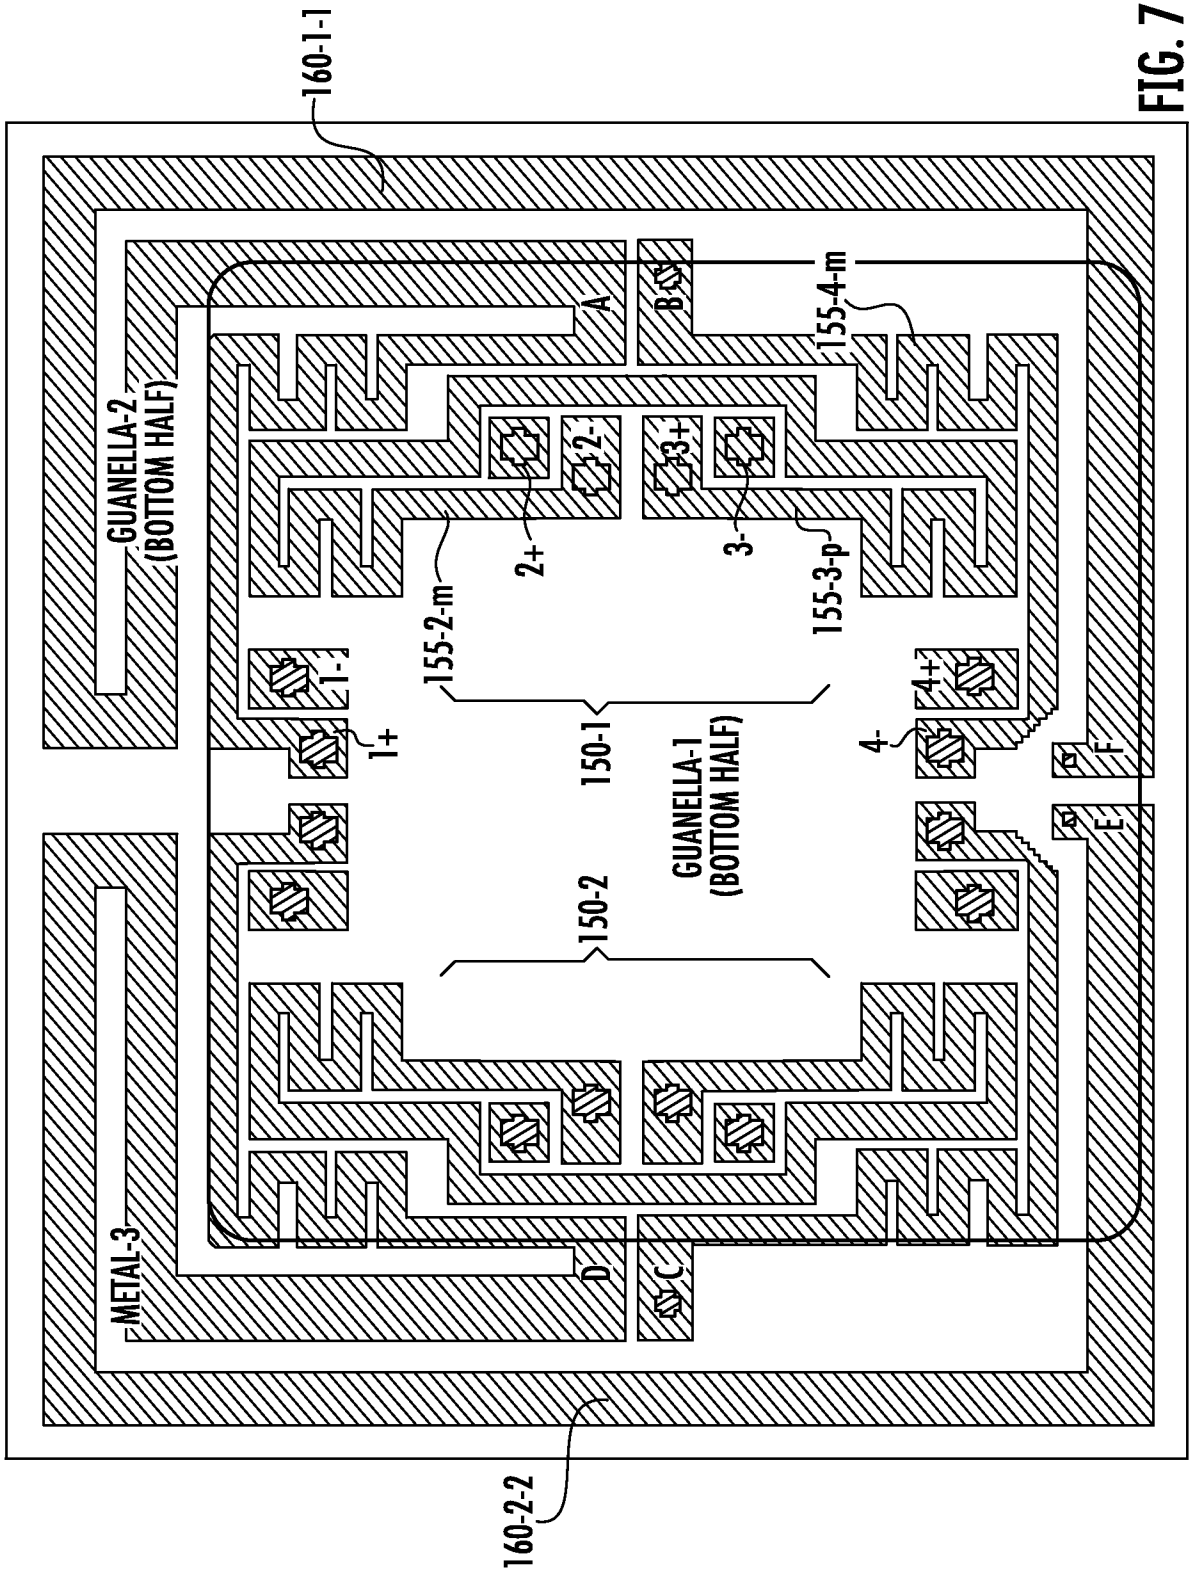 FIG. 7
160-1-1
GUANELLA-2
(BOTTOM HALF)
A
B
155-4-m
2-
3+
2+
3-
155-2-m
155-3-p
1-
4+
1+
4-
150-1
F
GUANELLA-1
(BOTTOM HALF)
E
150-2
METAL-3
D
C
160-2-2